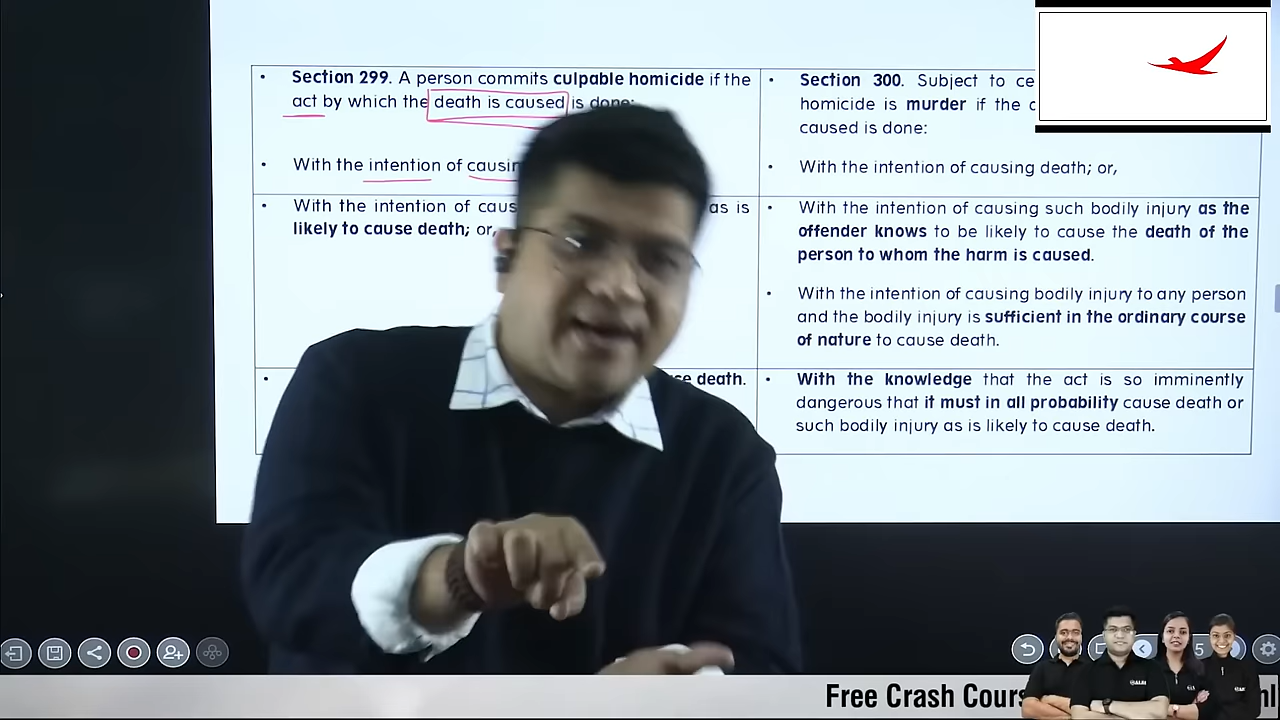 Section 299. A person commits culpable homicide if the
act by which the death is caused is done:
With the intention of
With the intention of as is
likely to cause death; or,
death.
Section 300. Subject to
homicide is murder if the
caused is done:
With the intention of causing death; or,
With the intention of causing such bodily injury as the
offender knows to be likely to cause the death of the
person to whom the harm is caused.
With the intention of causing bodily injury to any person
and the bodily injury is sufficient in the ordinary course
of nature to cause death.
With the knowledge that the act is so imminently
dangerous that it must in all probability cause death or
such bodily injury as is likely to cause death.
5
Free Crash